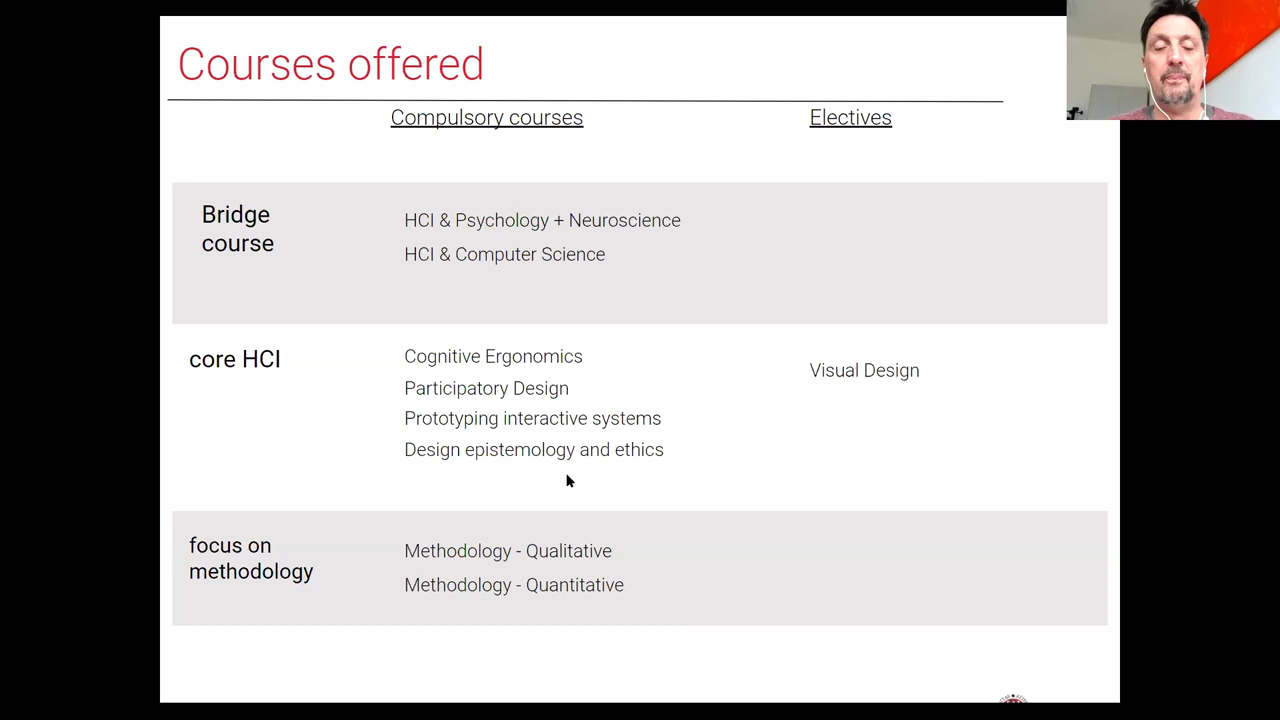 Courses offered
Compulsory courses
Electives
Bridge
course
HCI & Psychology + Neuroscience
HCI & Computer Science
core HCI
Cognitive Ergonomics
Participatory Design
Prototyping interactive systems
Design epistemology and ethics
Visual Design
focus on
methodology
Methodology - Qualitative
Methodology - Quantitative